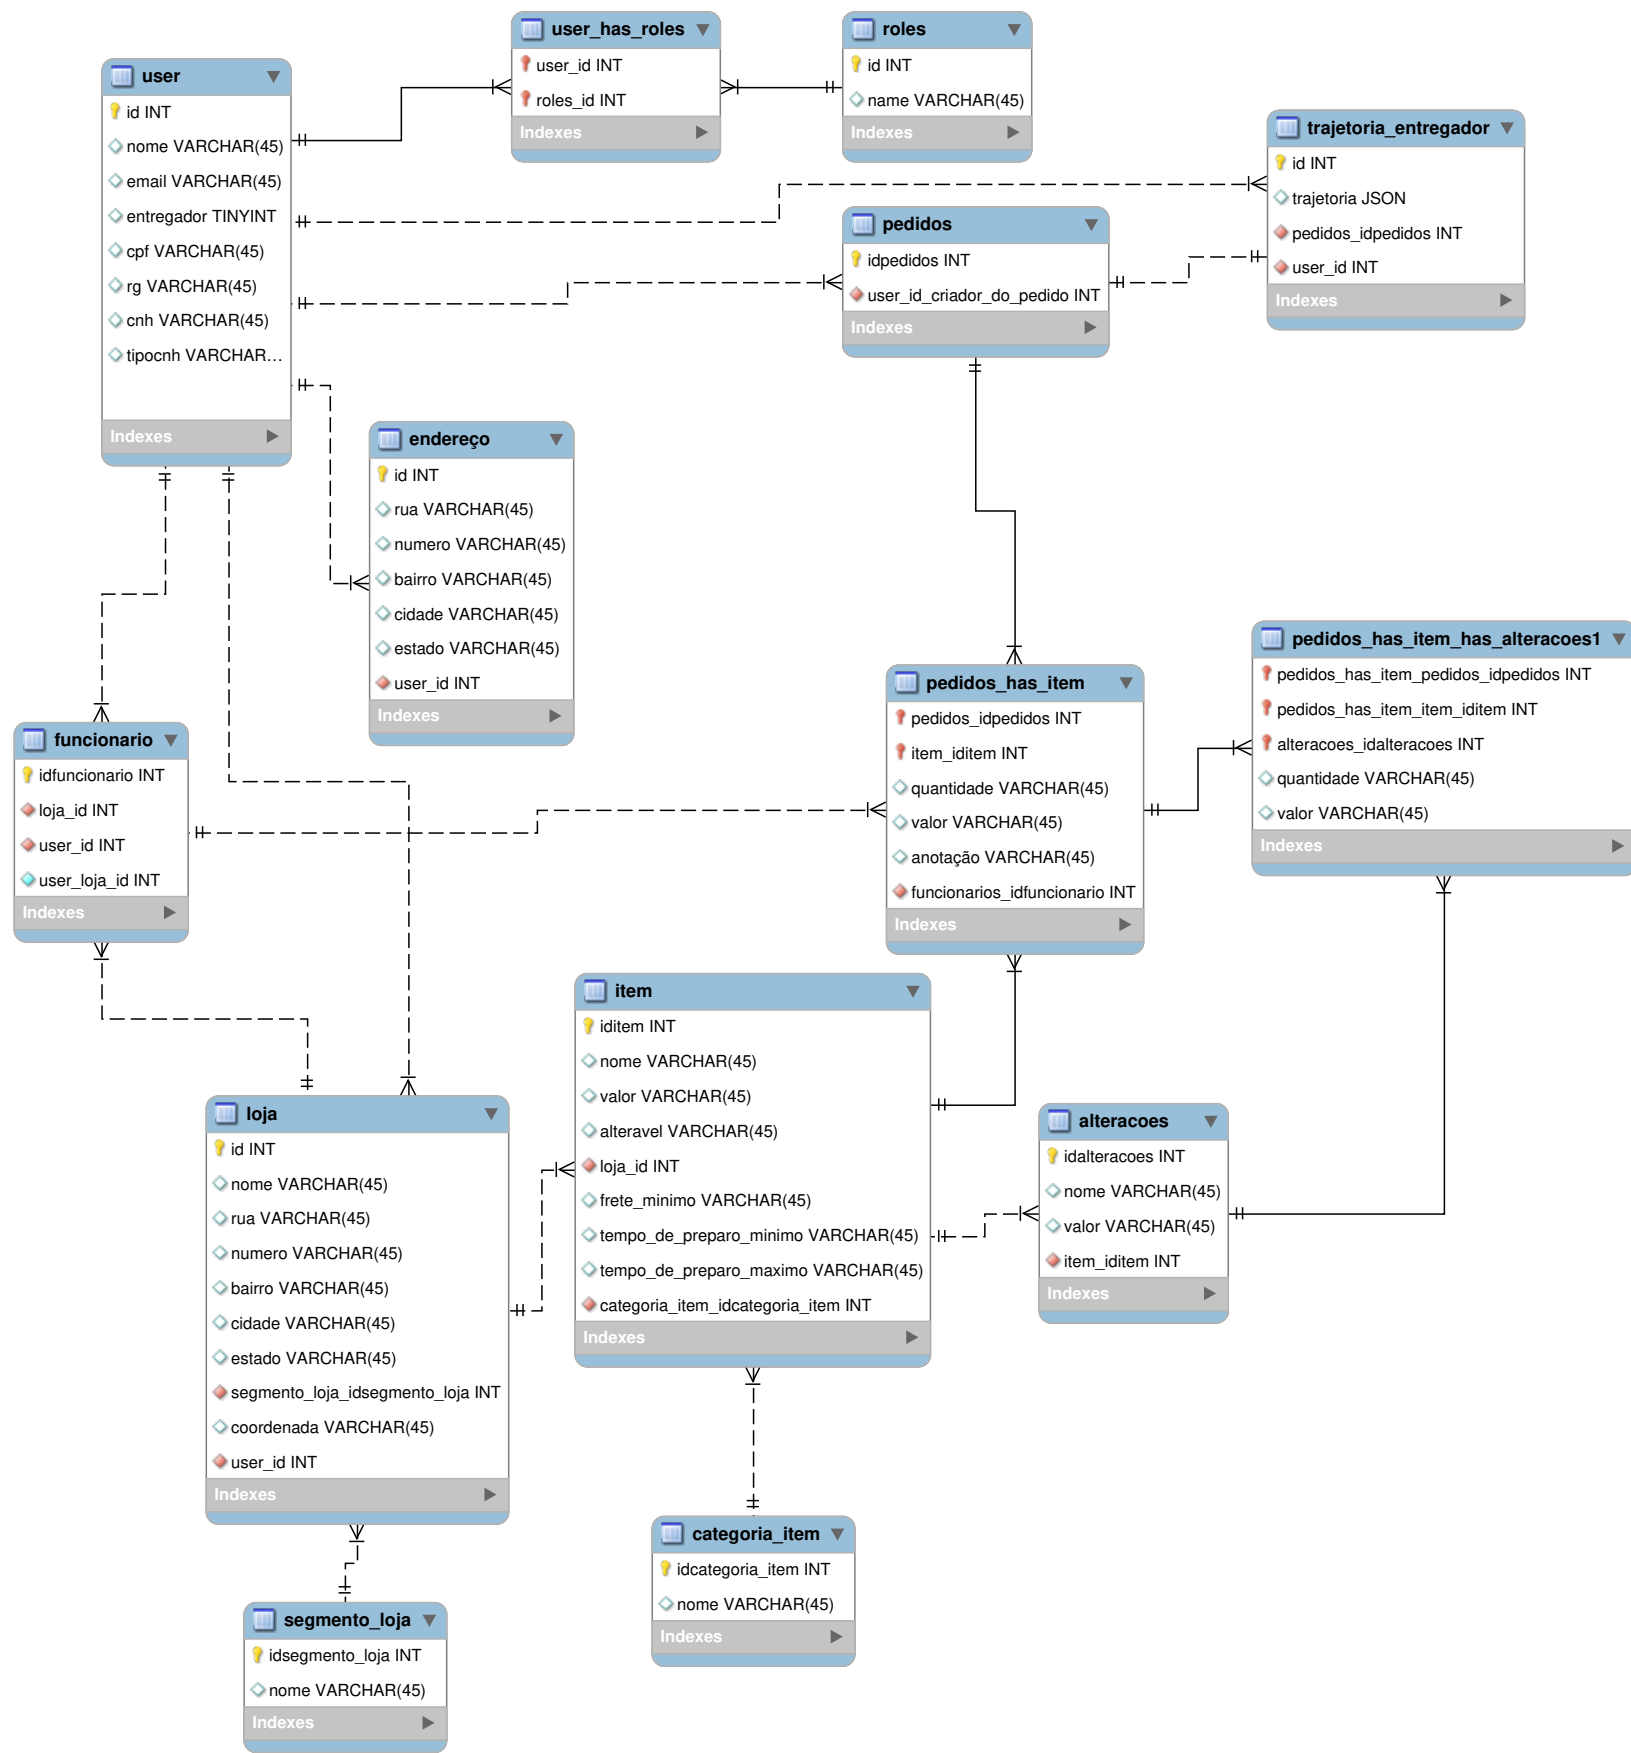 user_has_roles
user_id INT
roles_id INT
Indexes
roles
id INT
name VARCHAR(45)
Indexes
user
id INT
nome VARCHAR(45)
email VARCHAR(45)
entregador TINYINT
cpf VARCHAR(45)
rg VARCHAR(45)
cnh VARCHAR(45)
tipocnh VARCHAR...
Indexes
trajetoria_entregador
id INT
trajetoria JSON
pedidos_idpedidos INT
user_id INT
Indexes
pedidos
idpedidos INT
user_id_criador_do_pedido INT
Indexes
endereço
id INT
rua VARCHAR(45)
numero VARCHAR(45)
bairro VARCHAR(45)
cidade VARCHAR(45)
estado VARCHAR(45)
user_id INT
Indexes
pedidos_has_item_has_alteracoes1
pedidos_has_item_pedidos_idpedidos INT
pedidos_has_item_item_iditem INT
alteracoes_idalteracoes INT
quantidade VARCHAR(45)
valor VARCHAR(45)
Indexes
pedidos_has_item
pedidos_idpedidos INT
item_iditem INT
quantidade VARCHAR(45)
valor VARCHAR(45)
anotação VARCHAR(45)
funcionarios_idfuncionario INT
Indexes
funcionario
idfuncionario INT
loja_id INT
user_id INT
user_loja_id INT
Indexes
item
iditem INT
nome VARCHAR(45)
valor VARCHAR(45)
alteravel VARCHAR(45)
loja_id INT
frete_minimo VARCHAR(45)
tempo_de_preparo_minimo VARCHAR(45)
tempo_de_preparo_maximo VARCHAR(45)
categoria_item_idcategoria_item INT
Indexes
loja
id INT
nome VARCHAR(45)
rua VARCHAR(45)
numero VARCHAR(45)
bairro VARCHAR(45)
cidade VARCHAR(45)
estado VARCHAR(45)
segmento_loja_idsegmento_loja INT
coordenada VARCHAR(45)
user_id INT
Indexes
alteracoes
idalteracoes INT
nome VARCHAR(45)
valor VARCHAR(45)
item_iditem INT
Indexes
categoria_item
idcategoria_item INT
nome VARCHAR(45)
Indexes
segmento_loja
idsegmento_loja INT
nome VARCHAR(45)
Indexes